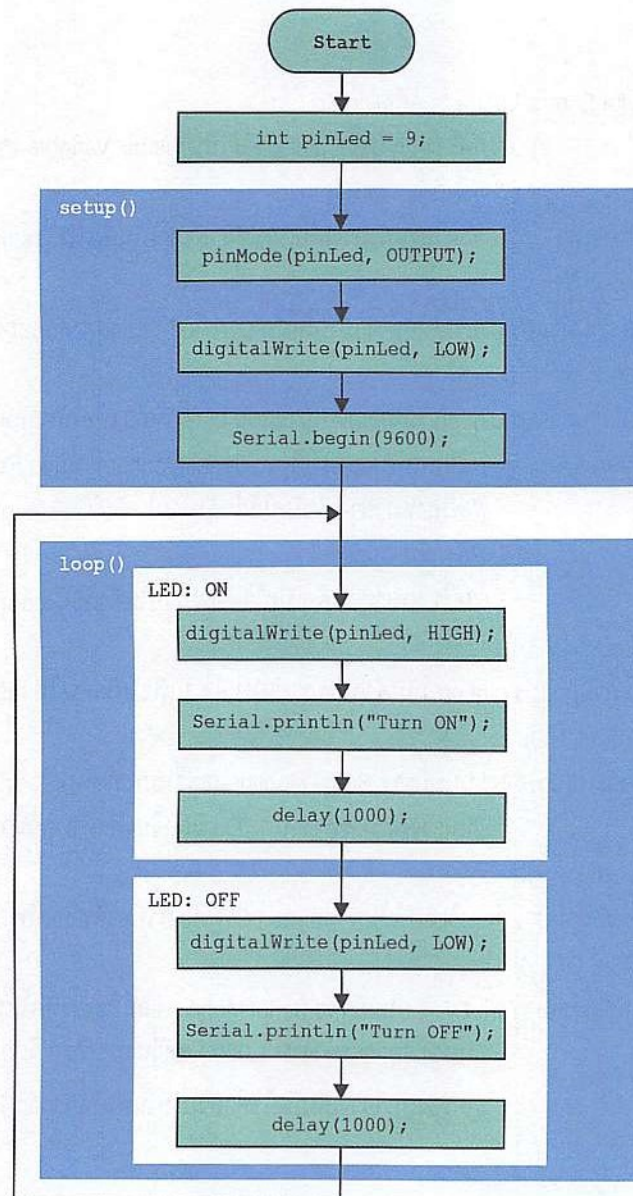 Start
int pinLed = 9;
setup()
pinMode(pinLed, OUTPUT);
digitalWrite(pinLed, LOW);
Serial.begin(9600);
loop()
LED: ON
digitalWrite(pinLed, HIGH);
Serial.println("Turn ON");
delay(1000);
LED: OFF
digitalWrite(pinLed, LOW);
Serial.println("Turn OFF");
delay(1000);